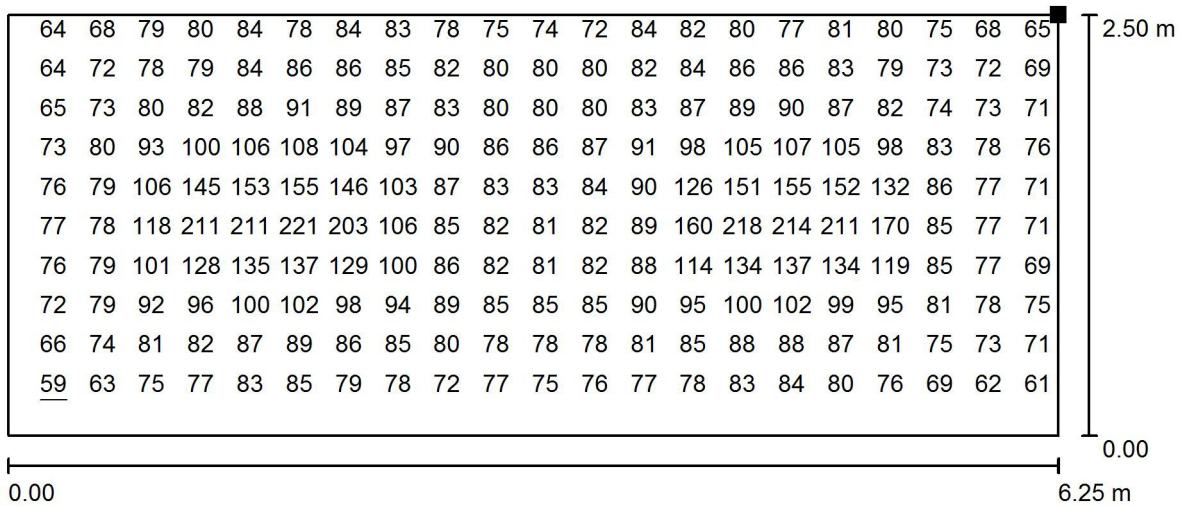 64 68 79 80 84 78 84 83 78 75 74 72 84 82 80 77 81 80 75 68 65 2.50 m
64 72 78 79 84 86 86 85 82 80 80 80 82 84 86 86 83 79 73 72 69
65 73 80 82 88 91 89 87 83 80 80 80 83 87 89 90 87 82 74 73 71
73 80 93 100 106 108 104 97 90 86 86 87 91 98 105 107 105 98 83 78 76
76 79 106 145 153 155 146 103 87 83 83 84 90 126 151 155 152 132 86 77 71
77 78 118 211 211 221 203 106 85 82 81 82 89 160 218 214 211 170 85 77 71
76 79 101 128 135 137 129 100 86 82 81 82 88 114 134 137 134 119 85 77 69
72 79 92 96 100 102 98 94 89 85 85 85 90 95 100 102 99 95 81 78 75
66 74 81 82 87 89 86 85 80 78 78 78 81 85 88 88 87 81 75 73 71
59 63 75 77 83 85 79 78 72 77 75 76 77 78 83 84 80 76 69 62 61
0.00
0.00 6.25 m